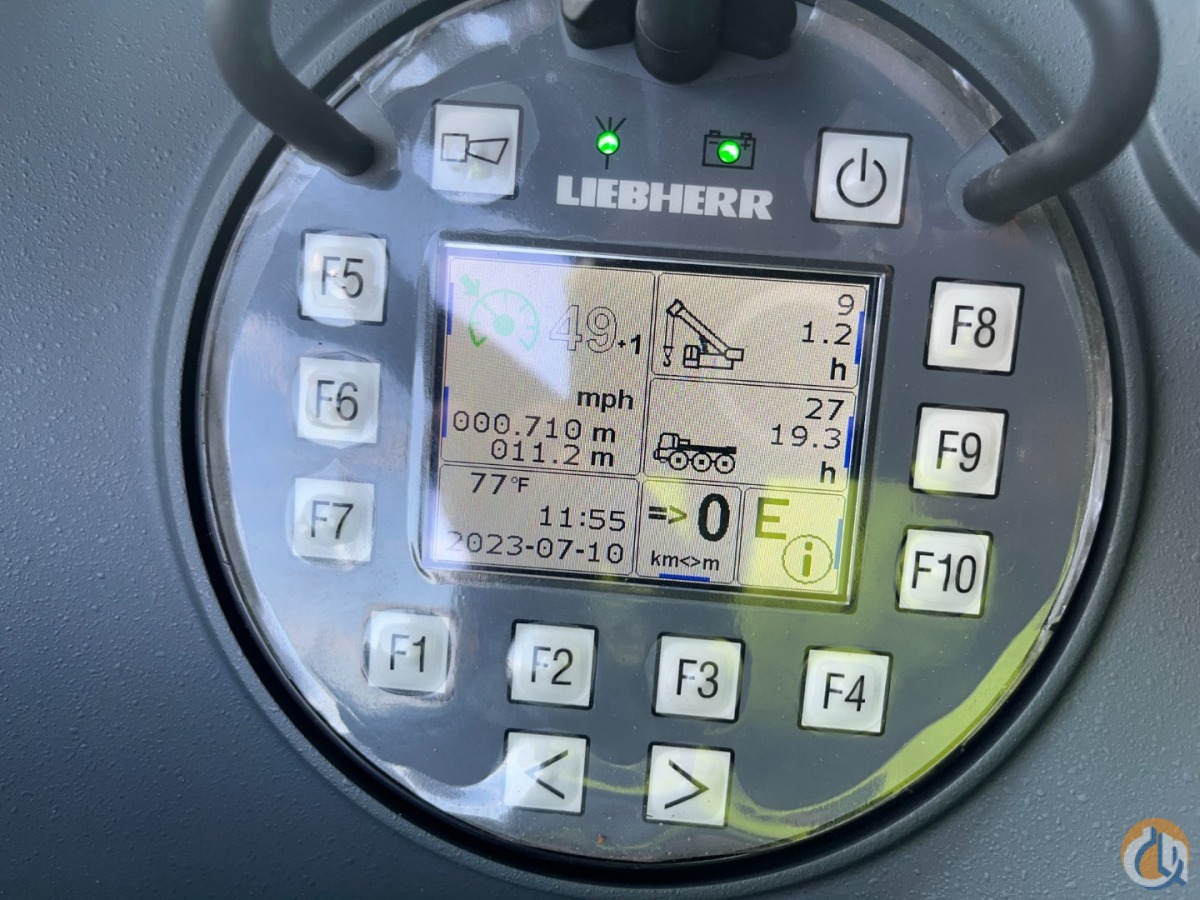 LIEBHERR
F5
F6
F7
F8
F9
F10
49+1
mph
000.710 m
011.2 m
9
1.2
h
27
19.3
h
77°F
11:55
2023-07-10
=> 0
km<>m
E
i
F1
F2
F3
F4
<
>